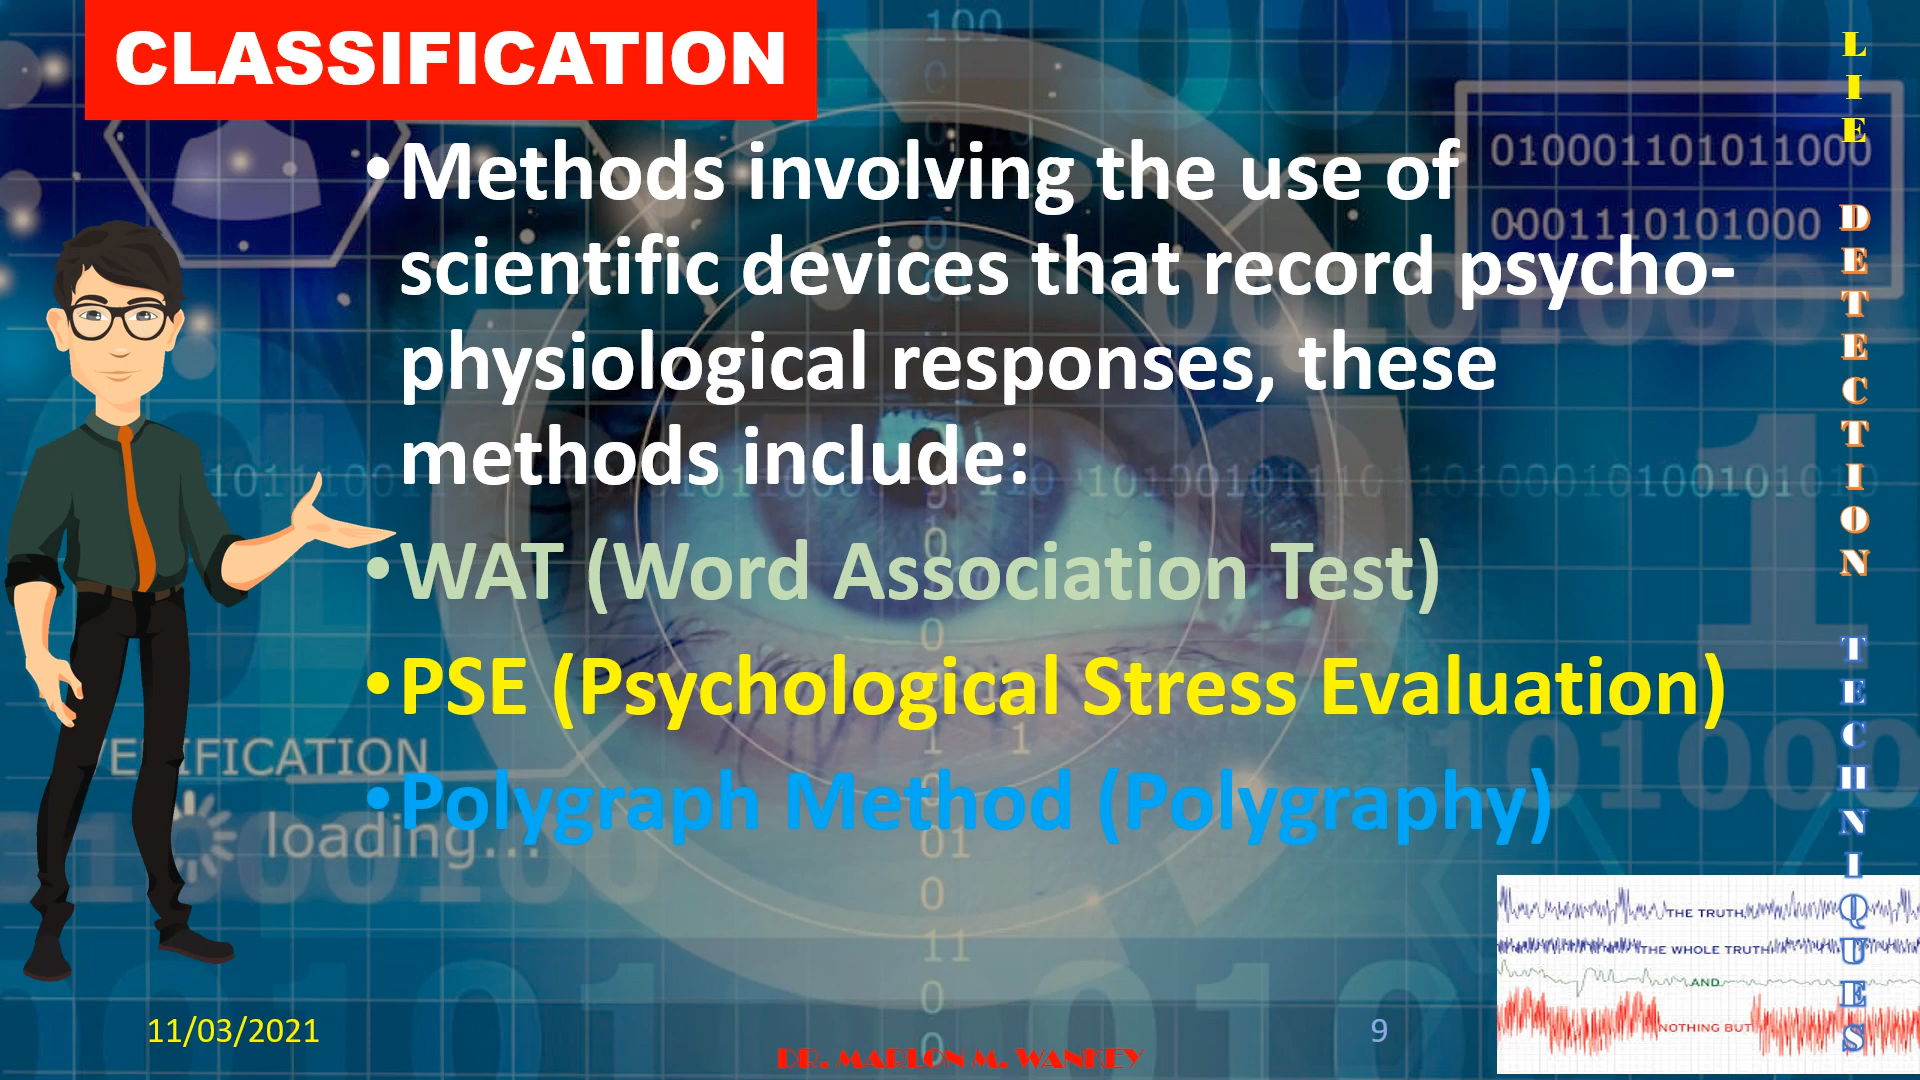 CLASSIFICATION
•Methods involving the use of
scientific devices that record psycho-
physiological responses, these
methods include:
•WAT (Word Association Test)
•PSE (Psychological Stress Evaluation)
•Polygraph Method (Polygraphy)
LIE DETECTION TECHNIQUES
010001101011000
0001110101000
VERIFICATION
loading...
THE TRUTH,
THE WHOLE TRUTH
AND
NOTHING BUT
11/03/2021
DR. MARLON M. WANKEY
9